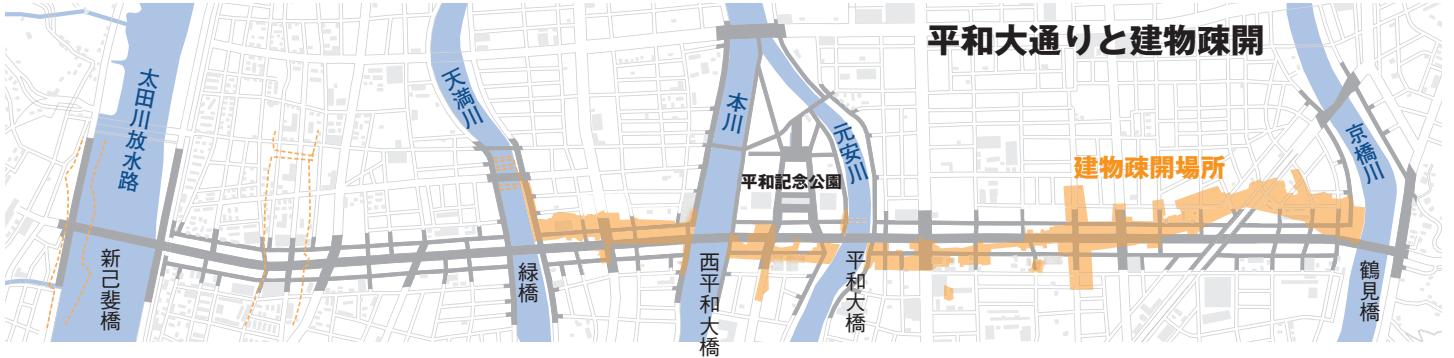 平和大通りと建物疎開
太田川放水路
天満川
本川
元安川
京橋川
平和記念公園
建物疎開場所
新己斐橋
緑橋
西平和大橋
平和大橋
鶴見橋